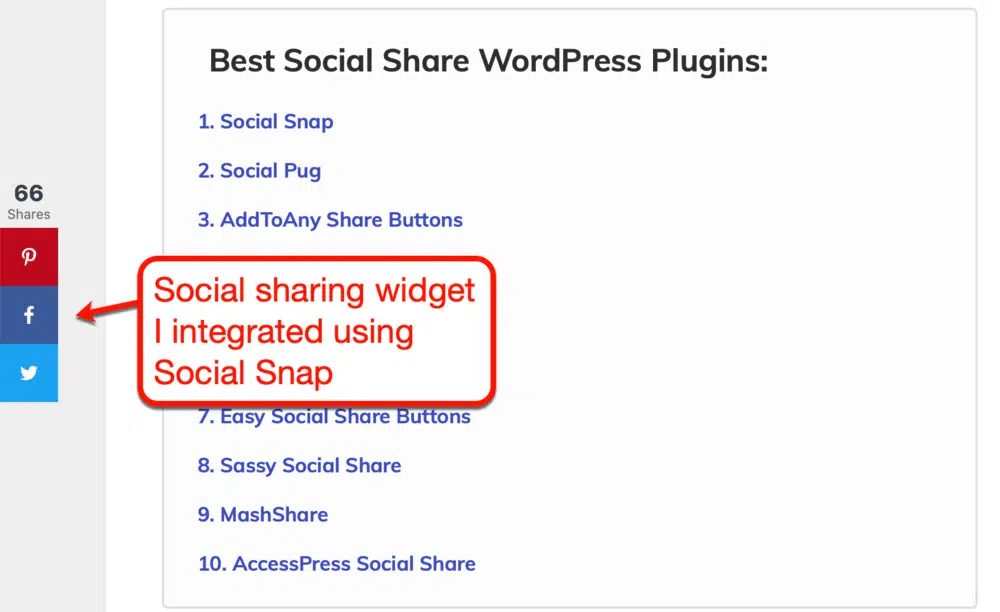 Best Social Share WordPress Plugins:
1. Social Snap
2. Social Pug
3. AddToAny Share Buttons
66
Shares
Social sharing widget
I integrated using
Social Snap
7. Easy Social Share Buttons
8. Sassy Social Share
9. MashShare
10. AccessPress Social Share